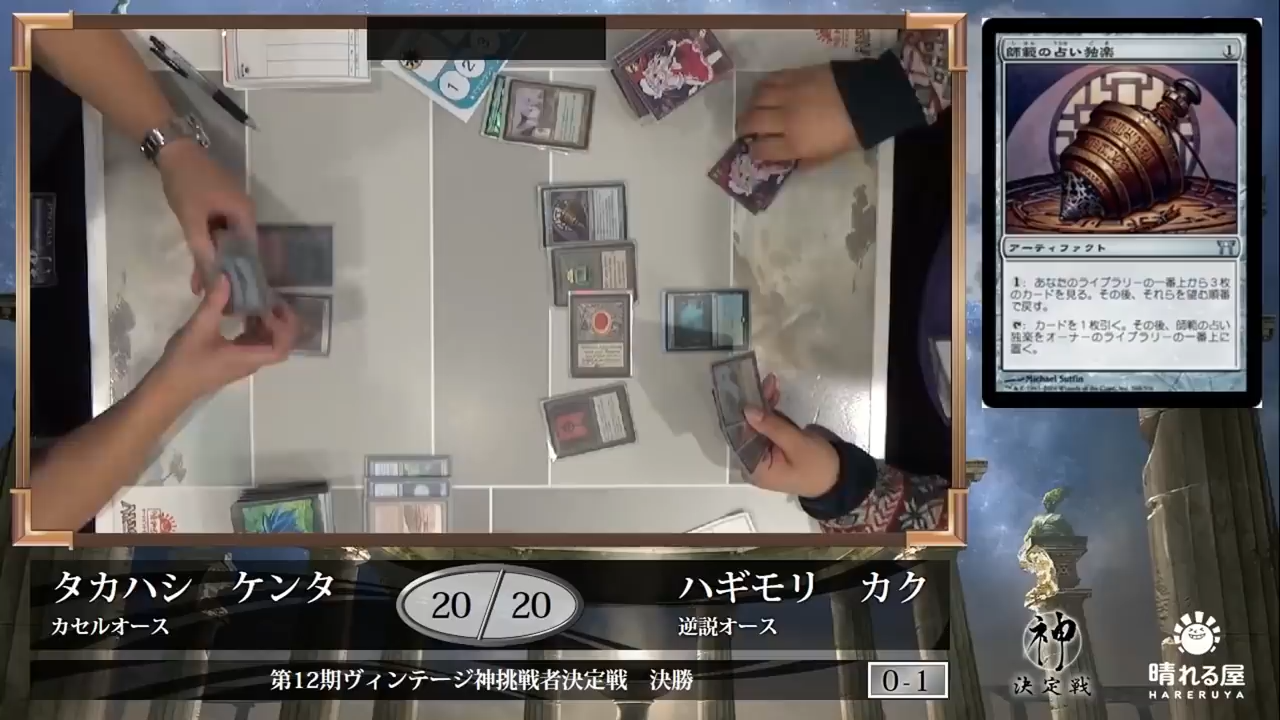 師範の占い独楽 1
アーティファクト
1: あなたのライブラリーの一番上から3枚
のカードを見る。その後、それらを望む順番
で戻す。
: カードを1枚引く。その後、師範の占い
独楽をオーナーのライブラリーの一番上に
置く。
Michael Sutfin
タカハシ ケンタ
カセルオース
20 / 20
ハギモリ カク
逆説オース
第12期ヴィンテージ神挑戦者決定戦 決勝
0-1
神
決定戦
晴れる屋
HARERUYA